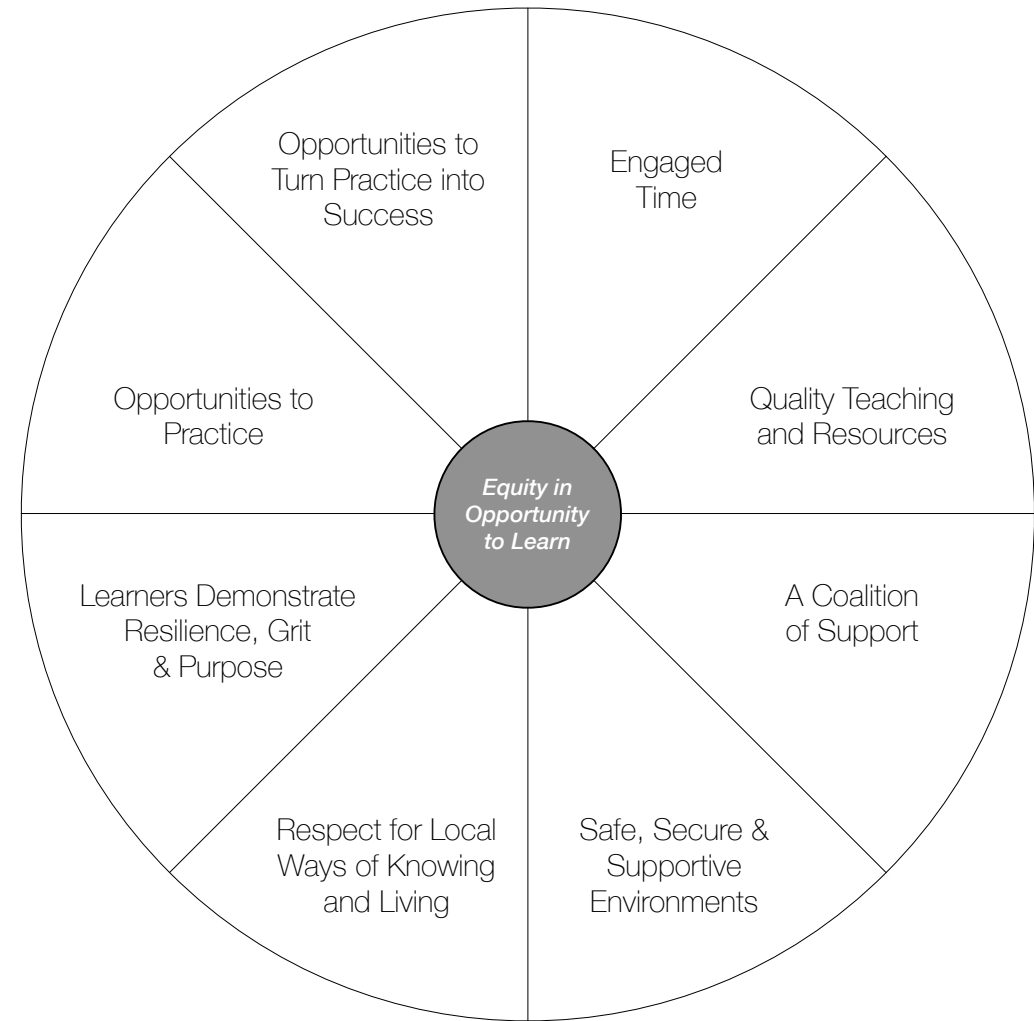 Opportunities to
Turn Practice into
Success
Engaged
Time
Opportunities to
Practice
Quality Teaching
and Resources
Equity in
Opportunity
to Learn
Learners Demonstrate
Resilience, Grit
& Purpose
A Coalition
of Support
Respect for Local
Ways of Knowing
and Living
Safe, Secure &
Supportive
Environments